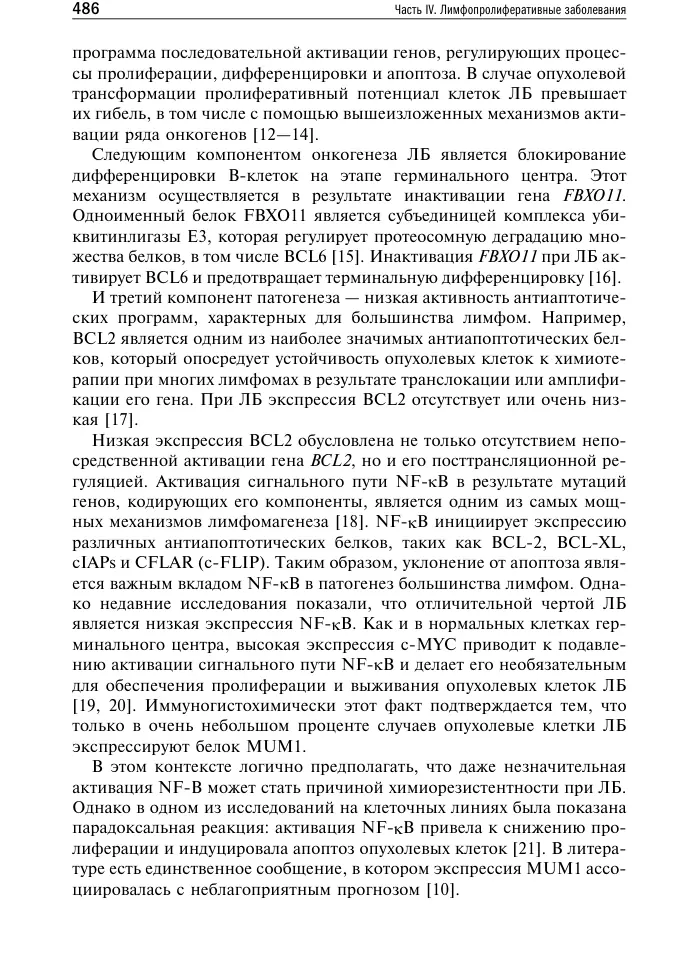 486
Часть IV. Лимфопролиферативные заболевания
программа последовательной активации генов, регулирующих процес-
сы пролиферации, дифференцировки и апоптоза. В случае опухолевой
трансформации пролиферативный потенциал клеток ЛБ превышает
их гибель, в том числе с помощью вышеизложенных механизмов акти-
вации ряда онкогенов [12—14].
Следующим компонентом онкогенеза ЛБ является блокирование
дифференцировки В-клеток на этапе герминального центра. Этот
механизм осуществляется в результате инактивации гена FBXO11.
Одноименный белок FBXO11 является субъединицей комплекса уби-
квитинлигазы Е3, которая регулирует протеосомную деградацию мно-
жества белков, в том числе BCL6 [15]. Инактивация FBXO11 при ЛБ ак-
тивирует BCL6 и предотвращает терминальную дифференцировку [16].
И третий компонент патогенеза — низкая активность антиаптотиче-
ских программ, характерных для большинства лимфом. Например,
BCL2 является одним из наиболее значимых антиапоптотических бел-
ков, который опосредует устойчивость опухолевых клеток к химиоте-
рапии при многих лимфомах в результате транслокации или амплифи-
кации его гена. При ЛБ экспрессия BCL2 отсутствует или очень низ-
кая [17].
Низкая экспрессия BCL2 обусловлена не только отсутствием непо-
средственной активации гена BCL2, но и его посттрансляционной ре-
гуляцией. Активация сигнального пути NF-κB в результате мутаций
генов, кодирующих его компоненты, является одним из самых мощ-
ных механизмов лимфомагенеза [18]. NF-κB инициирует экспрессию
различных антиапоптотических белков, таких как BCL-2, BCL-XL,
cIAPs и CFLAR (c-FLIP). Таким образом, уклонение от апоптоза явля-
ется важным вкладом NF-κB в патогенез большинства лимфом. Одна-
ко недавние исследования показали, что отличительной чертой ЛБ
является низкая экспрессия NF-κB. Как и в нормальных клетках гер-
минального центра, высокая экспрессия c-MYC приводит к подавле-
нию активации сигнального пути NF-κB и делает его необязательным
для обеспечения пролиферации и выживания опухолевых клеток ЛБ
[19, 20]. Иммуногистохимически этот факт подтверждается тем, что
только в очень небольшом проценте случаев опухолевые клетки ЛБ
экспрессируют белок MUM1.
В этом контексте логично предполагать, что даже незначительная
активация NF-B может стать причиной химиорезистентности при ЛБ.
Однако в одном из исследований на клеточных линиях была показана
парадоксальная реакция: активация NF-κB привела к снижению про-
лиферации и индуцировала апоптоз опухолевых клеток [21]. В литера-
туре есть единственное сообщение, в котором экспрессия MUM1 ассо-
циировалась с неблагоприятным прогнозом [10].